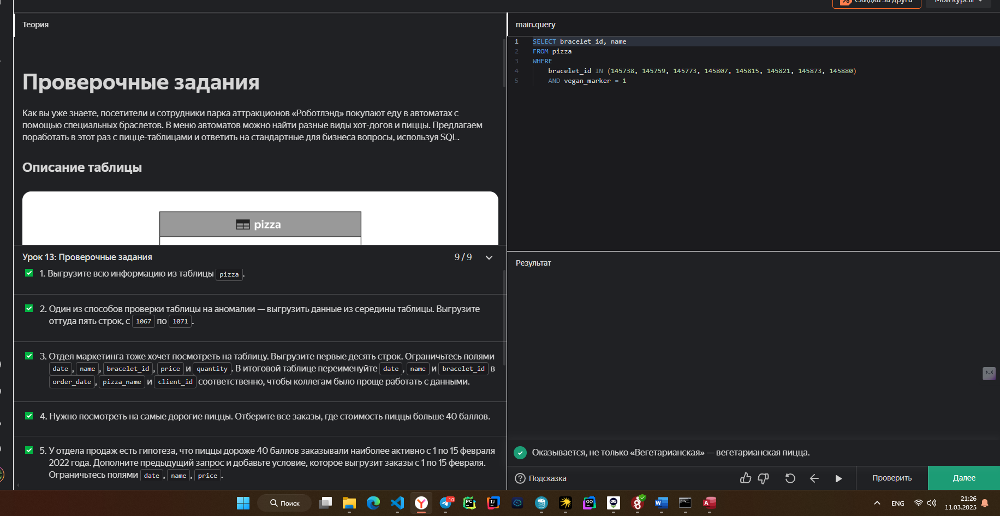 Скидка за друга
Мои курсы
Теория
Проверочные задания
Как вы уже знаете, посетители и сотрудники парка аттракционов «Роботлэнд» покупают еду в автоматах с
помощью специальных браслетов. В меню автоматов можно найти разные виды хот-догов и пиццы. Предлагаем
поработать в этот раз с пицце-таблицами и ответить на стандартные для бизнеса вопросы, используя SQL.
Описание таблицы
pizza
Урок 13: Проверочные задания
9 / 9
1. Выгрузите всю информацию из таблицы pizza.
2. Один из способов проверки таблицы на аномалии — выгрузить данные из середины таблицы. Выгрузите
оттуда пять строк, с 1067 по 1071.
3. Отдел маркетинга тоже хочет посмотреть на таблицу. Выгрузите первые десять строк. Ограничьтесь полями
date, name, bracelet_id, price и quantity. В итоговой таблице переименуйте date, name и bracelet_id в
order_date, pizza_name и client_id соответственно, чтобы коллегам было проще работать с данными.
4. Нужно посмотреть на самые дорогие пиццы. Отберите все заказы, где стоимость пиццы больше 40 баллов.
5. У отдела продаж есть гипотеза, что пиццы дороже 40 баллов заказывали наиболее активно с 1 по 15 февраля
2022 года. Дополните предыдущий запрос и добавьте условие, которое выгрузит заказы с 1 по 15 февраля.
Ограничьтесь полями date, name, price.
main.query
1 SELECT bracelet_id, name
2 FROM pizza
3 WHERE
4 bracelet_id IN (145738, 145759, 145773, 145807, 145815, 145821, 145873, 145880)
5 AND vegan_marker = 1
Результат
Оказывается, не только «Вегетарианская» — вегетарианская пицца.
Подсказка
Проверить
Далее
Поиск
10
PC
IJ
GO
W
A
ENG
21:26
11.03.2025